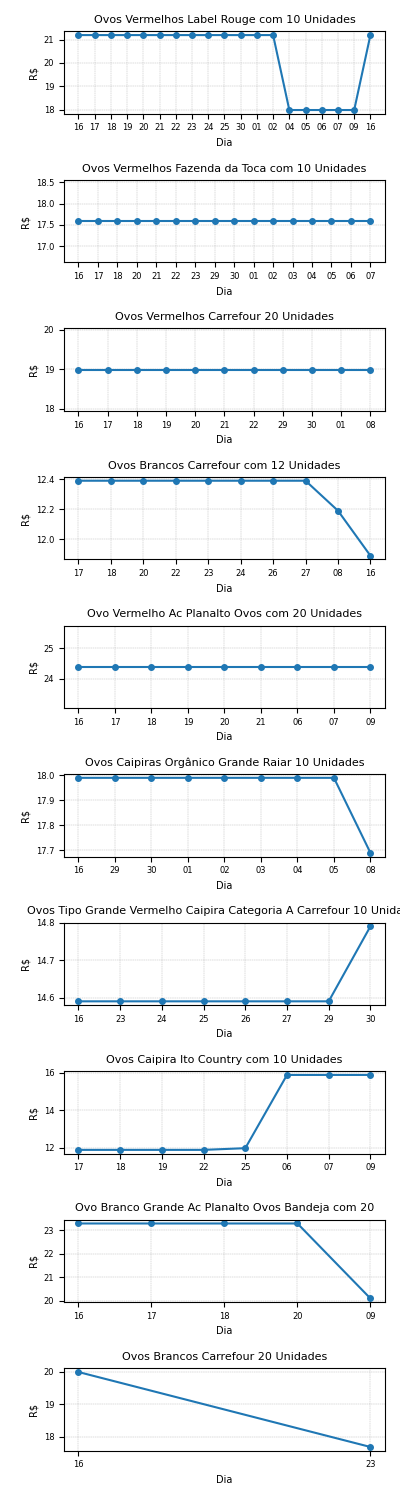 Ovos Vermelhos Label Rouge com 10 Unidades
21
20
19
18
R$
16 17 18 19 20 21 22 23 24 25 30 01 02 04 05 06 07 09 16
Dia
Ovos Vermelhos Fazenda da Toca com 10 Unidades
18.5
18.0
17.5
17.0
R$
16 17 18 20 21 22 23 29 30 01 02 03 04 05 06 07
Dia
Ovos Vermelhos Carrefour 20 Unidades
20
19
18
R$
16 17 18 19 20 21 22 29 30 01 08
Dia
Ovos Brancos Carrefour com 12 Unidades
12.4
12.2
12.0
R$
17 18 20 22 23 24 26 27 08 16
Dia
Ovo Vermelho Ac Planalto Ovos com 20 Unidades
25
24
R$
16 17 18 19 20 21 06 07 09
Dia
Ovos Caipiras Orgânico Grande Raiar 10 Unidades
18.0
17.9
17.8
17.7
R$
16 29 30 01 02 03 04 05 08
Dia
Ovos Tipo Grande Vermelho Caipira Categoria A Carrefour 10 Unida
14.8
14.7
14.6
R$
16 23 24 25 26 27 29 30
Dia
Ovos Caipira Ito Country com 10 Unidades
16
14
12
R$
17 18 19 22 25 06 07 09
Dia
Ovo Branco Grande Ac Planalto Ovos Bandeja com 20
23
22
21
20
R$
16 17 18 20 09
Dia
Ovos Brancos Carrefour 20 Unidades
20
19
18
R$
16 23
Dia